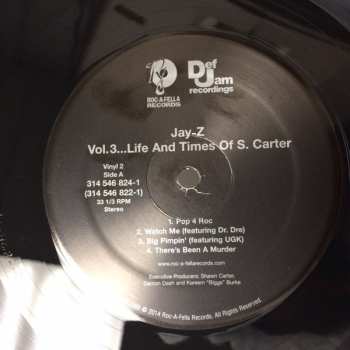 ROC-A-FELLA
RECORDS
Def
Jam
recordings
Jay-Z
Vol.3...Life And Times Of S. Carter
Vinyl 2
Side A
314 546 824-1
(314 546 822-1)
33 1/3 RPM
Stereo
1. Pop 4 Roc
2. Watch Me (featuring Dr. Dre)
3. Big Pimpin' (featuring UGK)
4. There's Been A Murder
www.roc-a-fellarecords.com
Executive Producers: Shawn Carter,
Damon Dash and Kareem "Biggs" Burke
2014 Roc-A-Fella Records. All Rights Reserved.